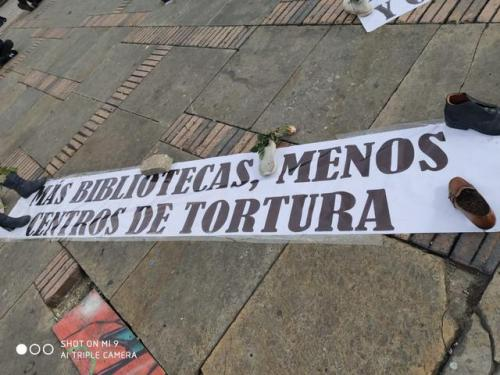 Y
MÁS BIBLIOTECAS, MENOS
CENTROS DE TORTURA
SHOT ON MI 9
AI TRIPLE CAMERA